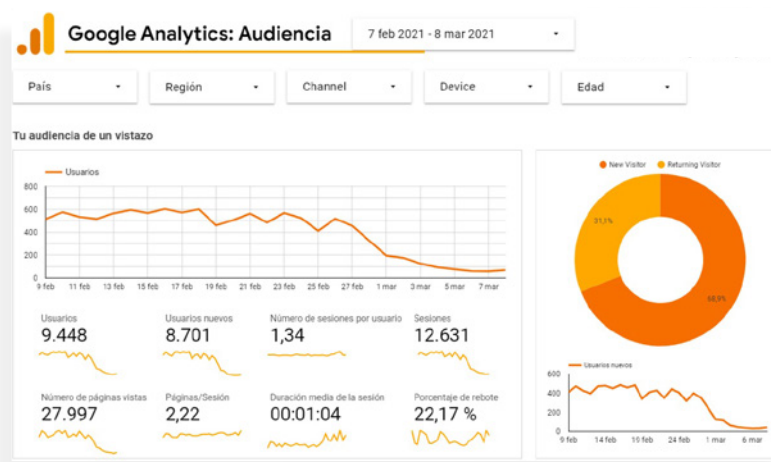 Google Analytics: Audiencia
7 feb 2021 - 8 mar 2021
País
Región
Channel
Device
Edad
Tu audiencia de un vistazo
Usuarios
800
600
400
200
0
9 feb 11 feb 13 feb 15 feb 17 feb 19 feb 21 feb 23 feb 25 feb 27 feb 1 mar 3 mar 5 mar 7 mar
Usuarios
9.448
Usuarios nuevos
8.701
Número de sesiones por usuario
1,34
Sesiones
12.631
Número de páginas vistas
27.997
Páginas/Sesión
2,22
Duración media de la sesión
00:01:04
Porcentaje de rebote
22,17 %
New Visitor Returning Visitor
31,1%
68,9%
Usuarios nuevos
600
400
200
0
9 feb 14 feb 19 feb 24 feb 1 mar 6 mar